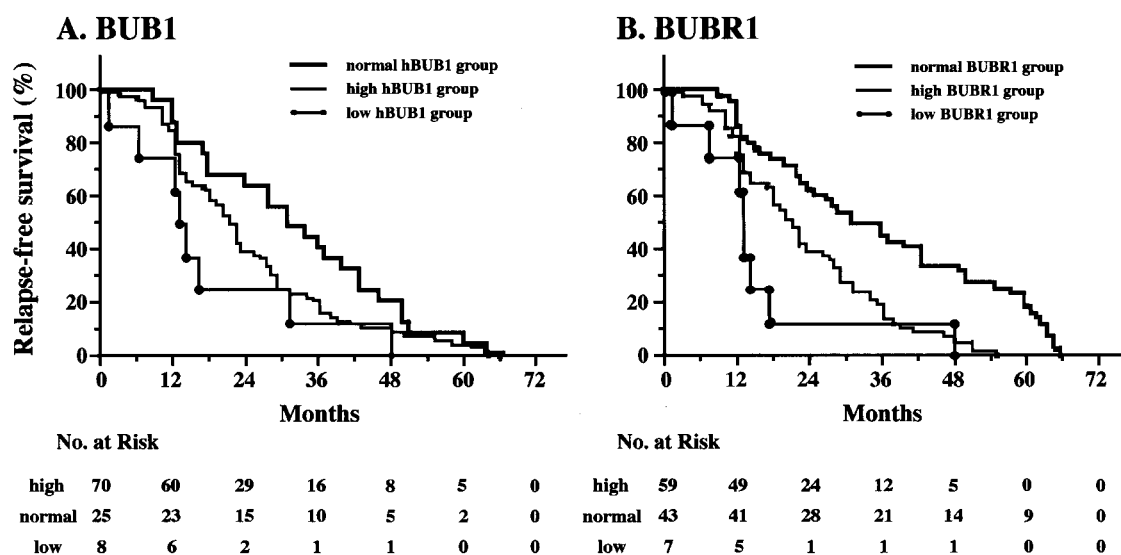 A. BUB1
normal hBUB1 group
high hBUB1 group
low hBUB1 group
Relapse-free survival (%)
100
80
60
40
20
0
0 12 24 36 48 60 72
Months
No. at Risk
high 70 60 29 16 8 5 0
normal 25 23 15 10 5 2 0
low 8 6 2 1 1 0 0
B. BUBR1
normal BUBR1 group
high BUBR1 group
low BUBR1 group
100
80
60
40
20
0
0 12 24 36 48 60 72
Months
No. at Risk
high 59 49 24 12 5 0 0
normal 43 41 28 21 14 9 0
low 7 5 1 1 1 0 0